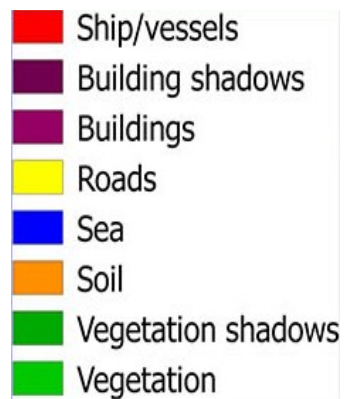 Ship/vessels
Building shadows
Buildings
Roads
Sea
Soil
Vegetation shadows
Vegetation